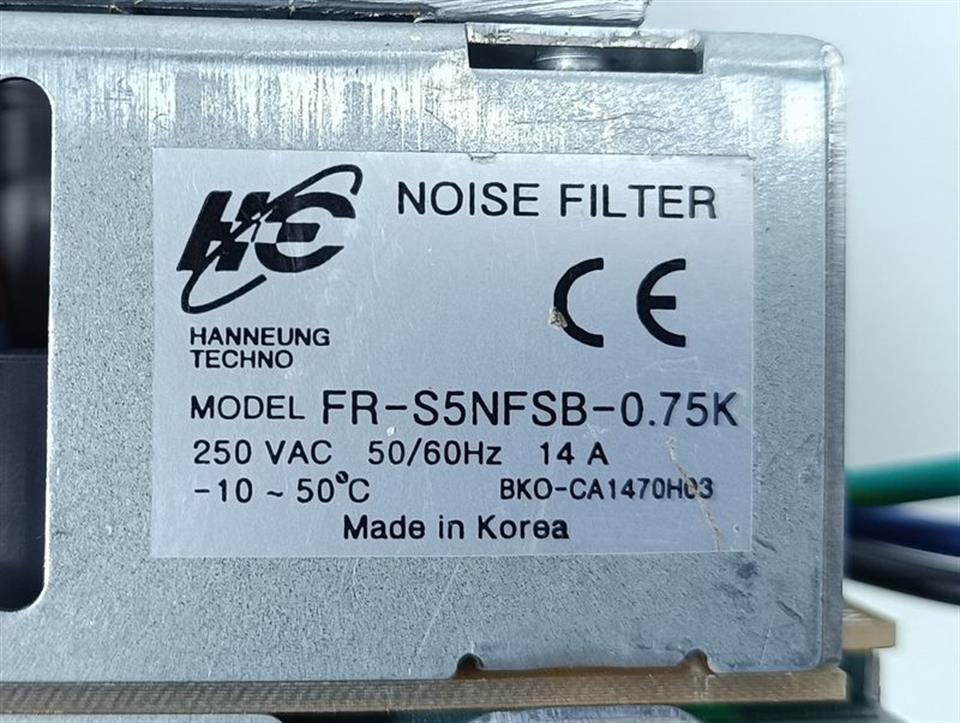 HE
NOISE FILTER
CE
HANNEUNG
TECHNO
MODEL FR-S5NFSB-0.75K
250 VAC 50/60Hz 14 A
-10 ~ 50°C BKO-CA1470H03
Made in Korea